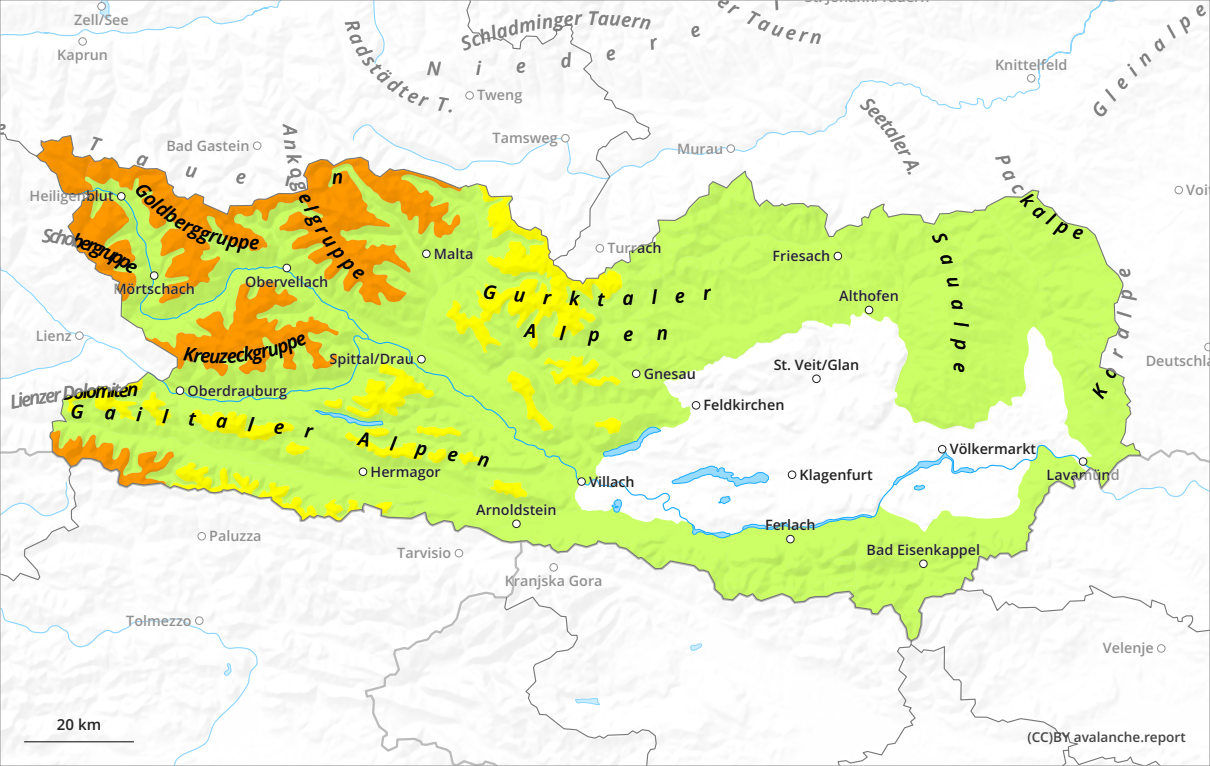 Zell/See
Kaprun
Radstädter T.
Schladminger Tauern
er Tauern
Niedere
Tweng
Tamsweg
Murau
Knittelfeld
Gleinalpe
Seetaler A.
Packalpe
Tauern
Bad Gastein
Ankogelgruppe
Heiligenblut
Goldberggruppe
Schobergruppe
Mörtschach
Obervellach
Malta
Turrach
Friesach
Althofen
Saualpe
Koralpe
Gurktaler
Alpen
Lienz
Kreuzeckgruppe
Spittal/Drau
Gnesau
St. Veit/Glan
Feldkirchen
Lienzer Dolomiten
Oberdrauburg
Gailtaler Alpen
Hermagor
Villach
Klagenfurt
Völkermarkt
Lavamünd
Arnoldstein
Ferlach
Bad Eisenkappel
Paluzza
Tarvisio
Kranjska Gora
Tolmezzo
Velenje
20 km
(CC)BY avalanche.report